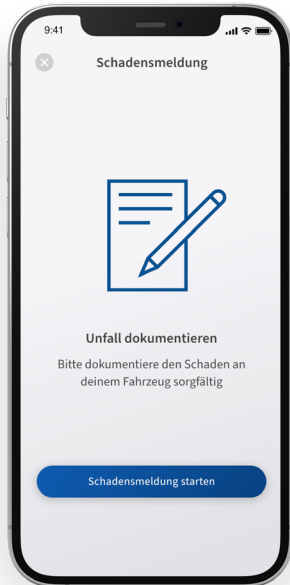 9:41
Schadensmeldung
Unfall dokumentieren
Bitte dokumentiere den Schaden an
deinem Fahrzeug sorgfältig
Schadensmeldung starten